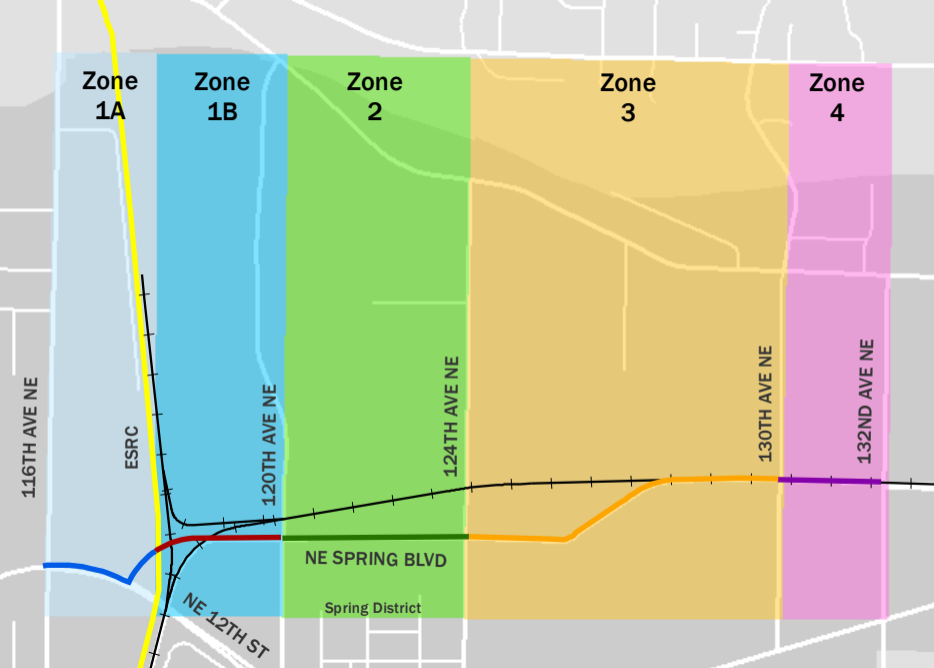 Zone
1A
Zone
1B
Zone
2
Zone
3
Zone
4
116TH AVE NE
ESRC
120TH AVE NE
124TH AVE NE
130TH AVE NE
132ND AVE NE
NE SPRING BLVD
NE 12TH ST
Spring District